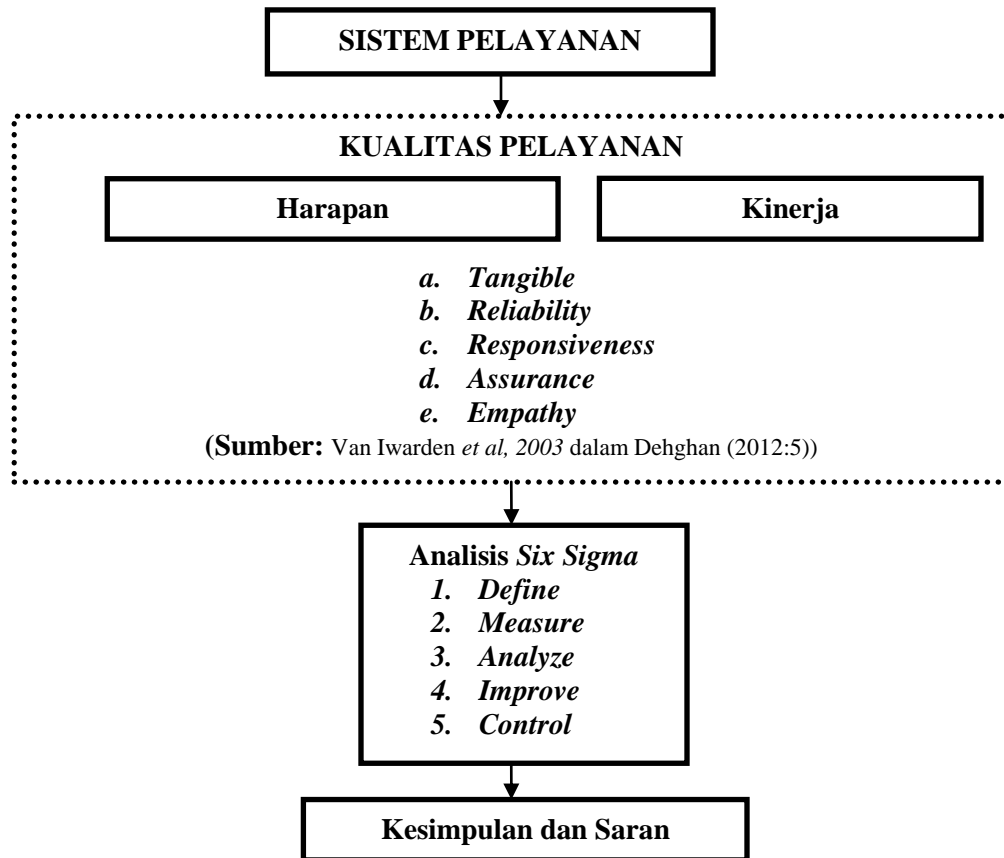 SISTEM PELAYANAN
KUALITAS PELAYANAN
Harapan
Kinerja
a. Tangible
b. Reliability
c. Responsiveness
d. Assurance
e. Empathy
(Sumber: Van Iwarden et al, 2003 dalam Dehghan (2012:5))
Analisis Six Sigma
1. Define
2. Measure
3. Analyze
4. Improve
5. Control
Kesimpulan dan Saran